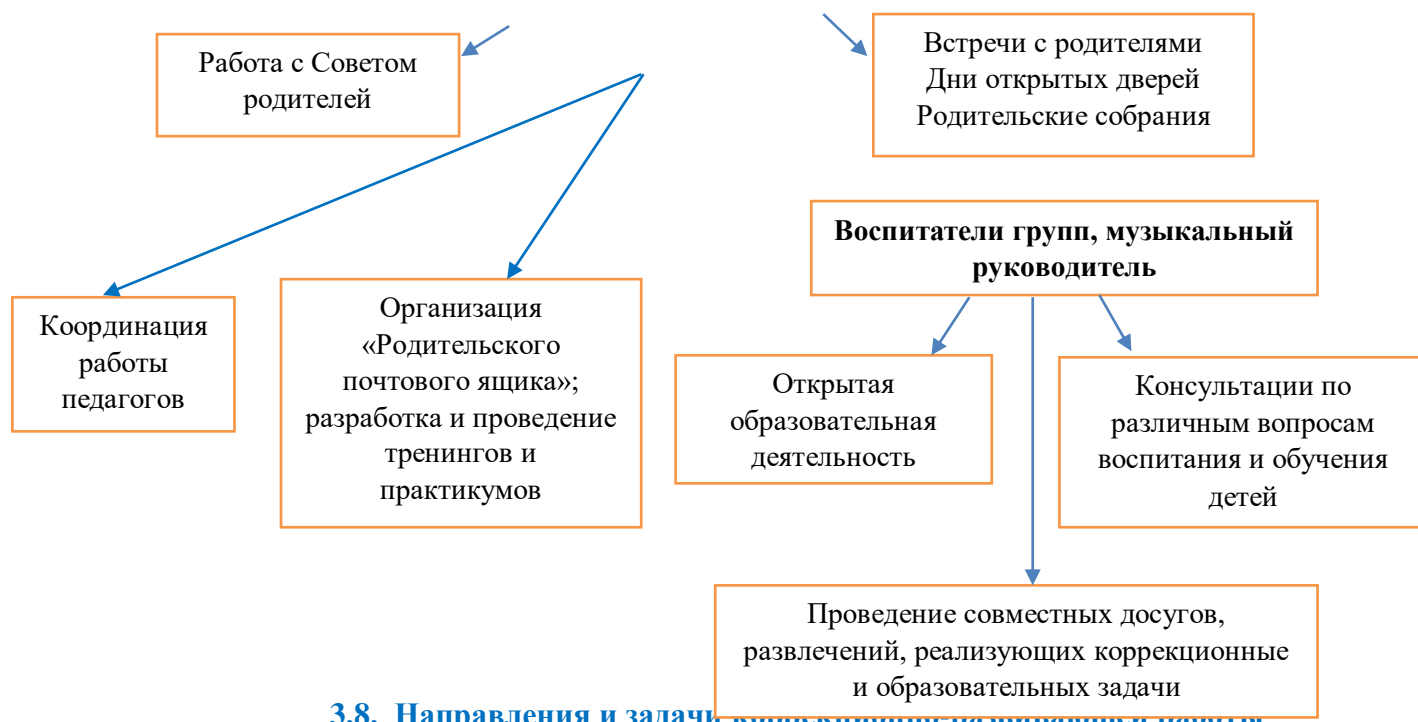 Работа с Советом
родителей
Встречи с родителями
Дни открытых дверей
Родительские собрания
Воспитатели групп, музыкальный
руководитель
Координация
работы
педагогов
Организация
«Родительского
почтового ящика»;
разработка и проведение
тренингов и
практикумов
Открытая
образовательная
деятельность
Консультации по
различным вопросам
воспитания и обучения
детей
Проведение совместных досугов,
развлечений, реализующих коррекционные
и образовательных задачи
3.8. Направления и задачи